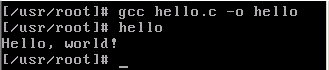 [/usr/root]# gcc hello.c -o hello
[/usr/root]# hello
Hello, world!
[/usr/root]# _